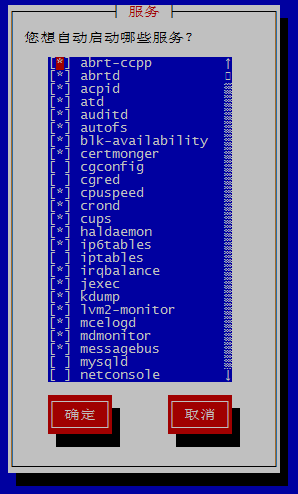 服务
您想自动启动哪些服务？
[*] abrt-ccpp ↑
[*] abrtd
[*] acpid
[*] atd
[*] auditd
[*] autofs
[*] blk-availability
[*] certmonger
[ ] cgconfig
[ ] cgred
[*] cpuspeed
[*] crond
[*] cups
[*] haldaemon
[*] ip6tables
[ ] iptables
[*] irqbalance
[*] jexec
[*] kdump
[*] lvm2-monitor
[*] mcelogd
[*] mdmonitor
[*] messagebus
[ ] mysqld
[ ] netconsole ↓
确定 取消